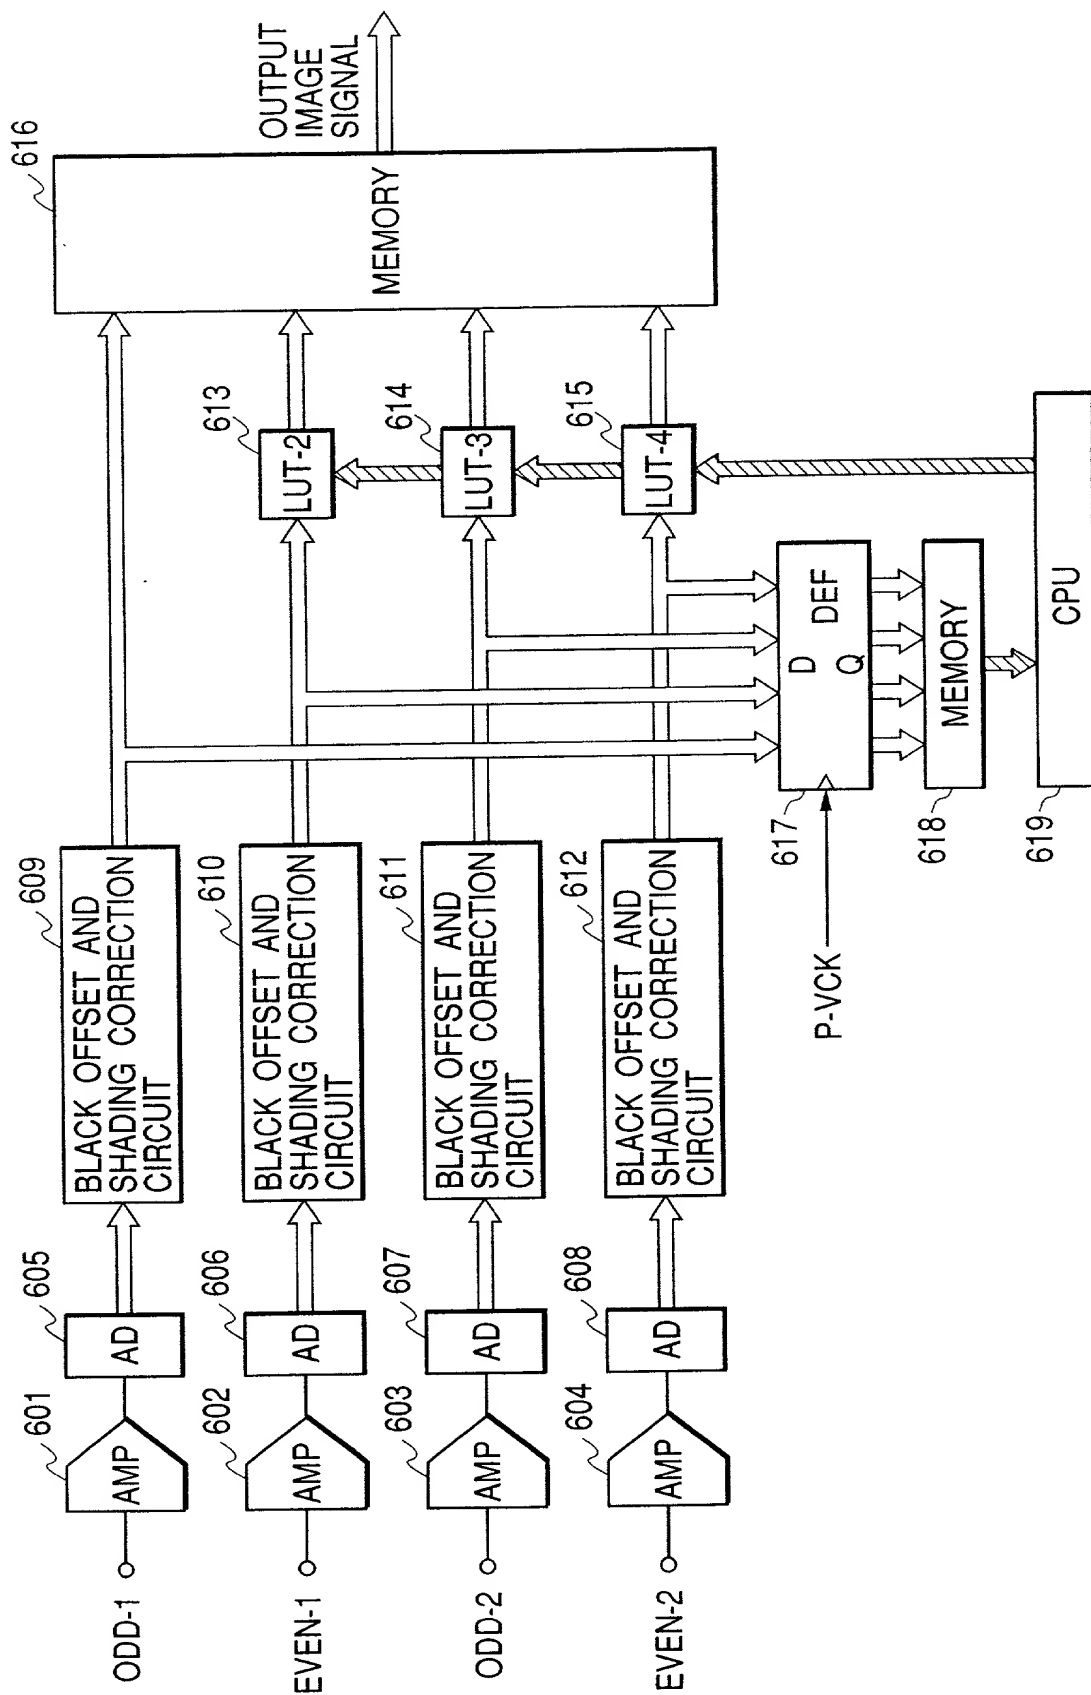 ODD-1
601
AMP
605
AD
609
BLACK OFFSET AND
SHADING CORRECTION
CIRCUIT
616
MEMORY
OUTPUT
IMAGE
SIGNAL
EVEN-1
602
AMP
606
AD
610
BLACK OFFSET AND
SHADING CORRECTION
CIRCUIT
613
LUT-2
ODD-2
603
AMP
607
AD
611
BLACK OFFSET AND
SHADING CORRECTION
CIRCUIT
614
LUT-3
EVEN-2
604
AMP
608
AD
612
BLACK OFFSET AND
SHADING CORRECTION
CIRCUIT
615
LUT-4
P-VCK
617
D
DEF
Q
618
MEMORY
619
CPU